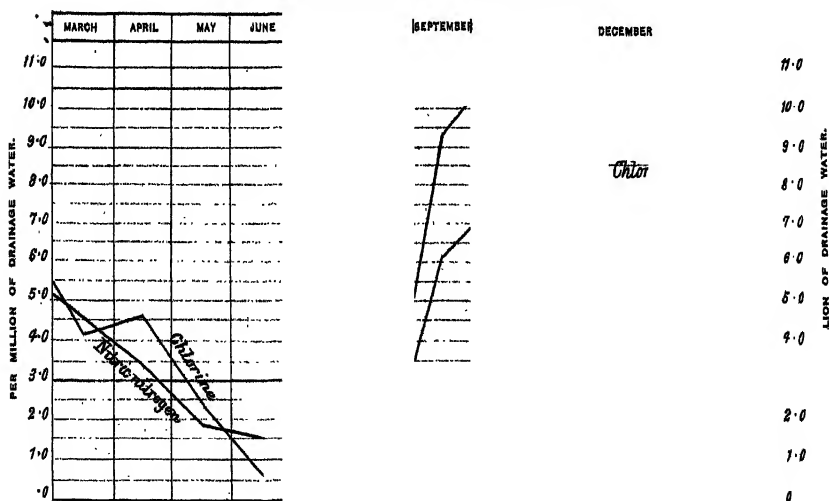 MARCH APRIL MAY JUNE SEPTEMBER DECEMBER
11·0 11·0
10·0 10·0
9·0 9·0
8·0 Chlor 8·0
7·0 7·0
6·0 6·0
5·0 5·0
4·0 4·0
3·0
2·0 2·0
1·0 1·0
·0 0
PER MILLION OF DRAINAGE WATER.
Chlorine
Nitric nitrogen
LION OF DRAINAGE WATER.